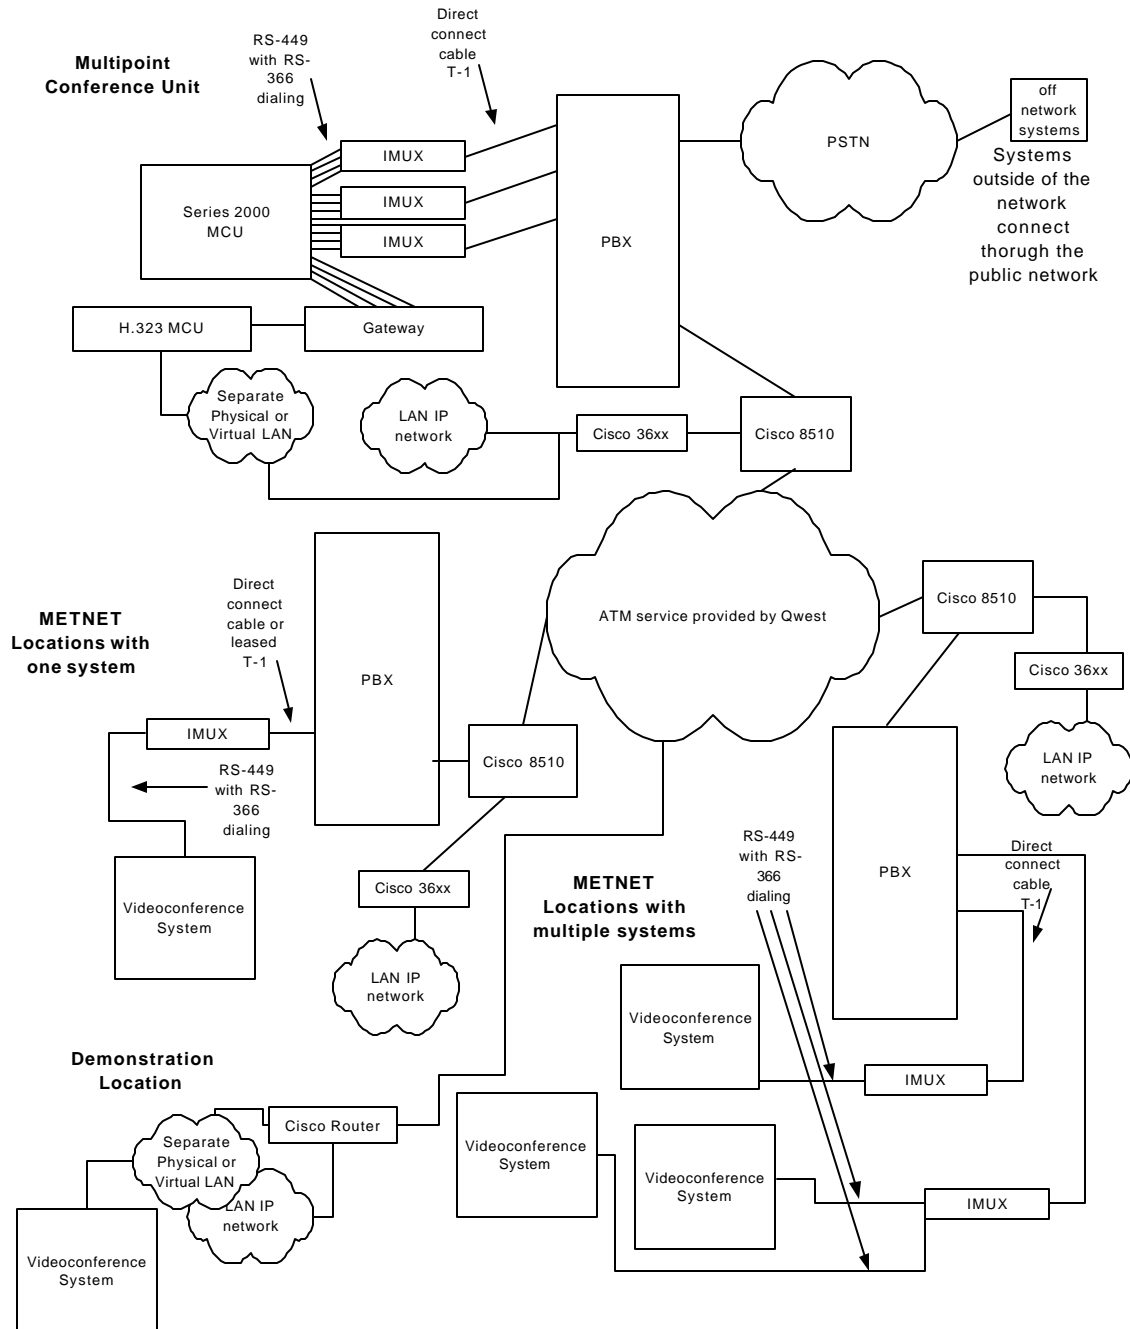 Multipoint
Conference Unit
RS-449
with RS-
366
dialing
Direct
connect
cable
T-1
IMUX
IMUX
IMUX
Series 2000
MCU
PBX
PSTN
off
network
systems
Systems
outside of the
network
connect
thorugh the
public network
H.323 MCU
Gateway
Separate
Physical or
Virtual LAN
LAN IP
network
Cisco 36xx
Cisco 8510
ATM service provided by Qwest
METNET
Locations with
one system
Direct
connect
cable or
leased
T-1
PBX
IMUX
RS-449
with RS-
366
dialing
Cisco 8510
Videoconference
System
Cisco 36xx
LAN IP
network
Cisco 8510
Cisco 36xx
LAN IP
network
PBX
RS-449
with RS-
366
dialing
Direct
connect
cable
T-1
METNET
Locations with
multiple systems
Videoconference
System
IMUX
Videoconference
System
Videoconference
System
IMUX
Demonstration
Location
Cisco Router
Separate
Physical or
Virtual LAN
LAN IP
network
Videoconference
System